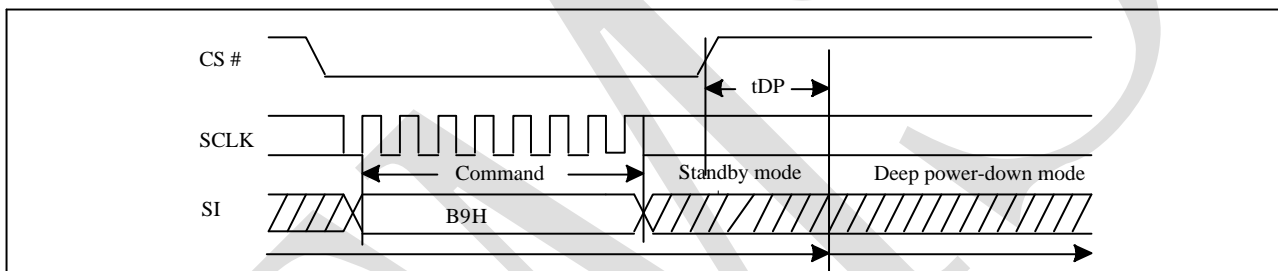 CS #
tDP
SCLK
Command
Standby mode
Deep power-down mode
SI
B9H